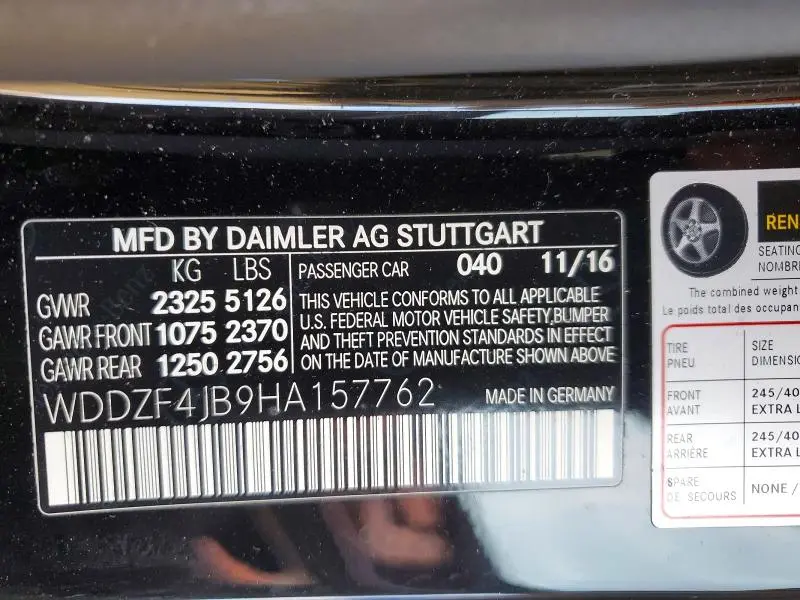 MFD BY DAIMLER AG STUTTGART
KG LBS
GVWR 2325 5126
GAWR FRONT 1075 2370
GAWR REAR 1250 2756
PASSENGER CAR 040 11/16
THIS VEHICLE CONFORMS TO ALL APPLICABLE
U.S. FEDERAL MOTOR VEHICLE SAFETY, BUMPER
AND THEFT PREVENTION STANDARDS IN EFFECT
ON THE DATE OF MANUFACTURE SHOWN ABOVE
WDDZF4JB9HA157762 MADE IN GERMANY
REN
SEATING
NOMBRE
The combined weight
Le poids total des occupan
TIRE SIZE
PNEU DIMENSIO
FRONT 245/40
AVANT EXTRA L
REAR 245/40
ARRIÈRE EXTRA L
SPARE
DE SECOURS NONE /